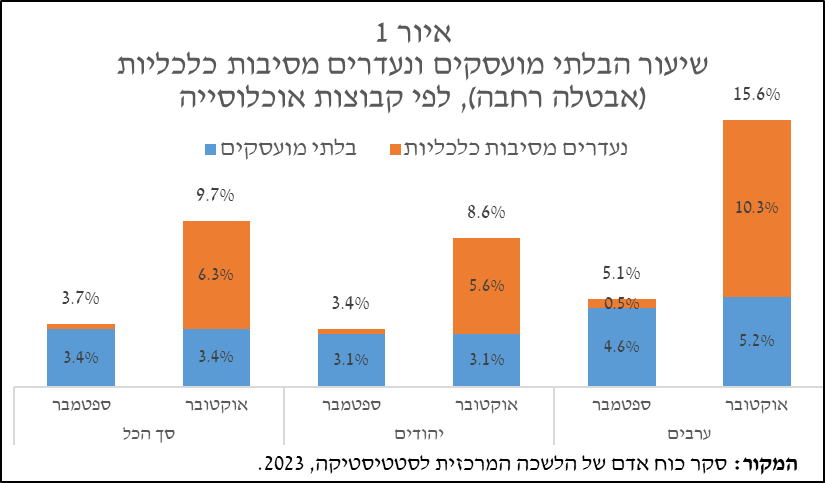 איור 1
שיעור הבלתי מועסקים ונעדרים מסיבות כלכליות
(אבטלה רחבה), לפי קבוצות אוכלוסייה
בלתי מועסקים
נעדרים מסיבות כלכליות
3.7%
3.4%
9.7%
6.3%
3.4%
3.4%
3.1%
8.6%
5.6%
3.1%
5.1%
0.5%
4.6%
15.6%
10.3%
5.2%
ספטמבר
אוקטובר
ספטמבר
אוקטובר
ספטמבר
אוקטובר
סך הכל
יהודים
ערבים
המקור: סקר כוח אדם של הלשכה המרכזית לסטטיסטיקה, 2023.